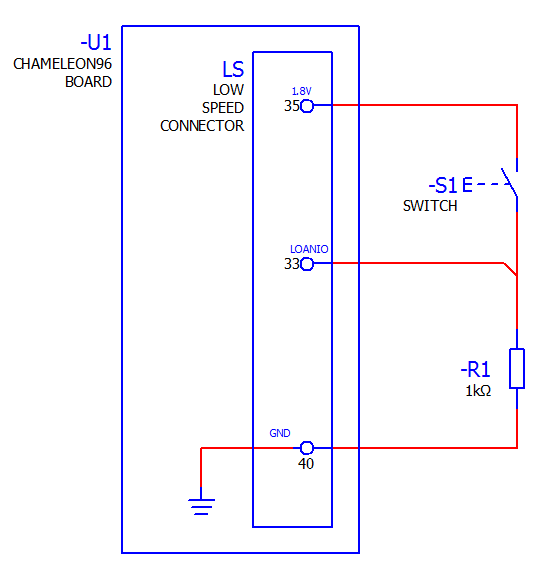 -U1
CHAMELEON96
BOARD
LS
LOW
SPEED
CONNECTOR
1.8V
35
-S1
SWITCH
LOANIO
33
-R1
1kΩ
GND
40